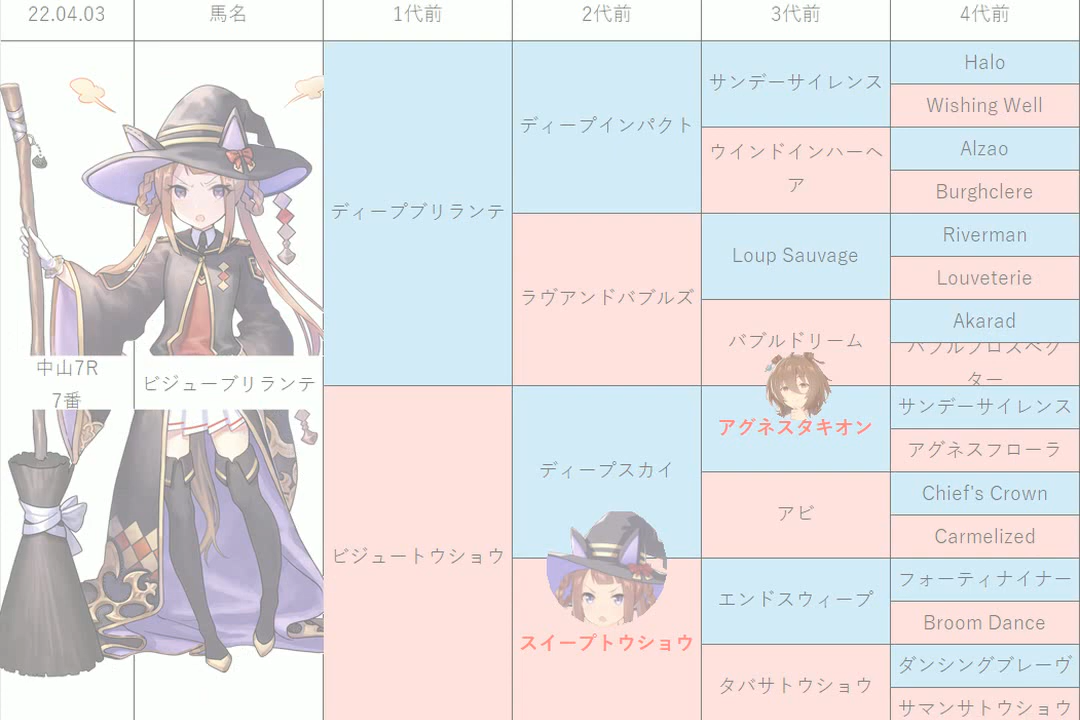 22.04.03 馬名 1代前 2代前 3代前 4代前
中山7R
7番
ビジューブリランテ
ディープブリランテ
ビジュートウショウ
ディープインパクト
ラヴアンドバブルズ
ディープスカイ
スイープトウショウ
サンデーサイレンス
ウインドインハーヘ
ア
Loup Sauvage
バブルドリーム
アグネスタキオン
アビ
エンドスウィープ
タバサトウショウ
Halo
Wishing Well
Alzao
Burghclere
Riverman
Louveterie
Akarad
バブルプロスペク
ター
サンデーサイレンス
アグネスフローラ
Chief's Crown
Carmelized
フォーティナイナー
Broom Dance
ダンシングブレーヴ
サマンサトウショウ